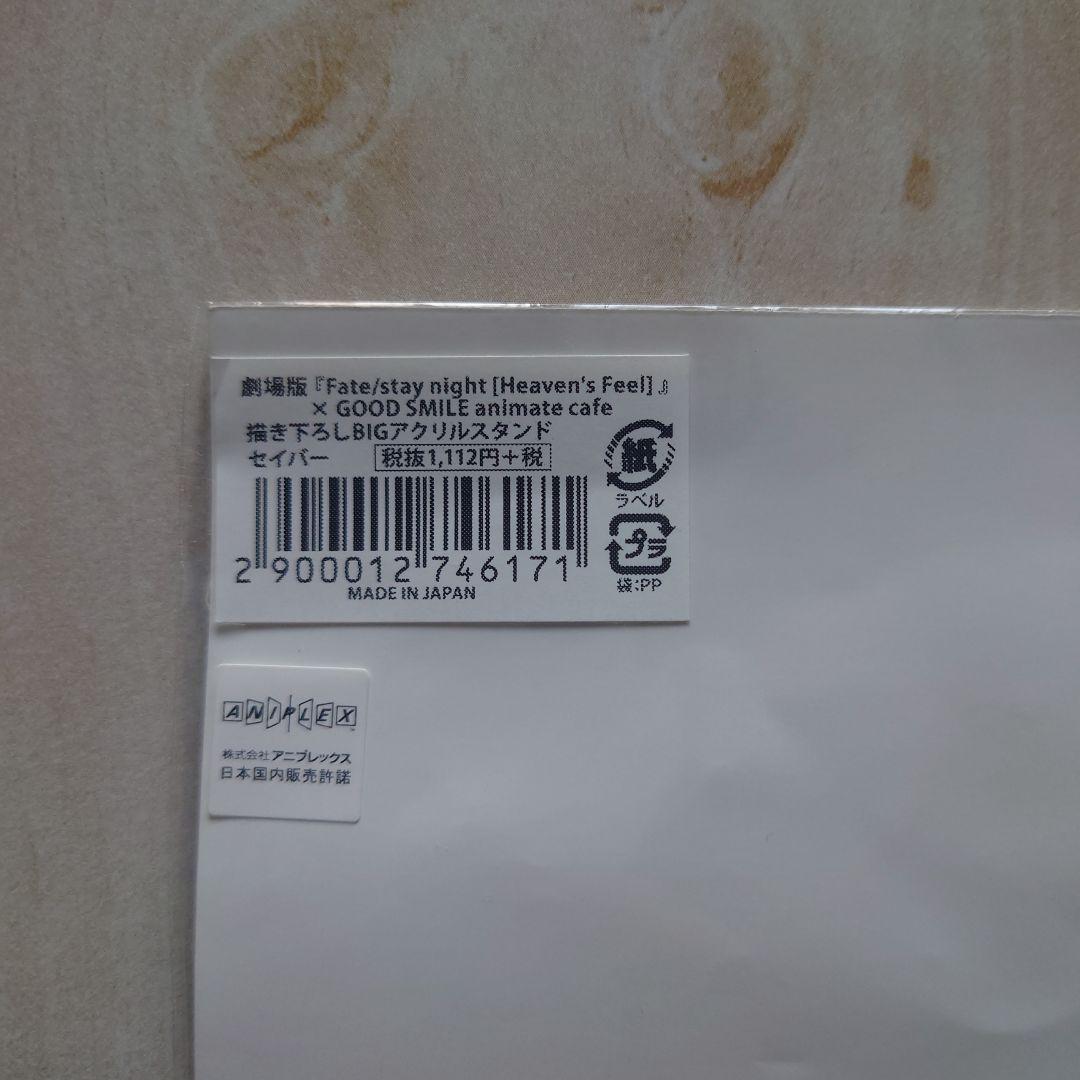 劇場版『Fate/stay night [Heaven's Feel]』
× GOOD SMILE animate cafe
描き下ろしBIGアクリルスタンド
セイバー 税抜1,112円+税
2 900012 746171
MADE IN JAPAN
紙
ラベル
プラ
袋:PP
ANIPLEX
株式会社アニプレックス
日本国内販売許諾